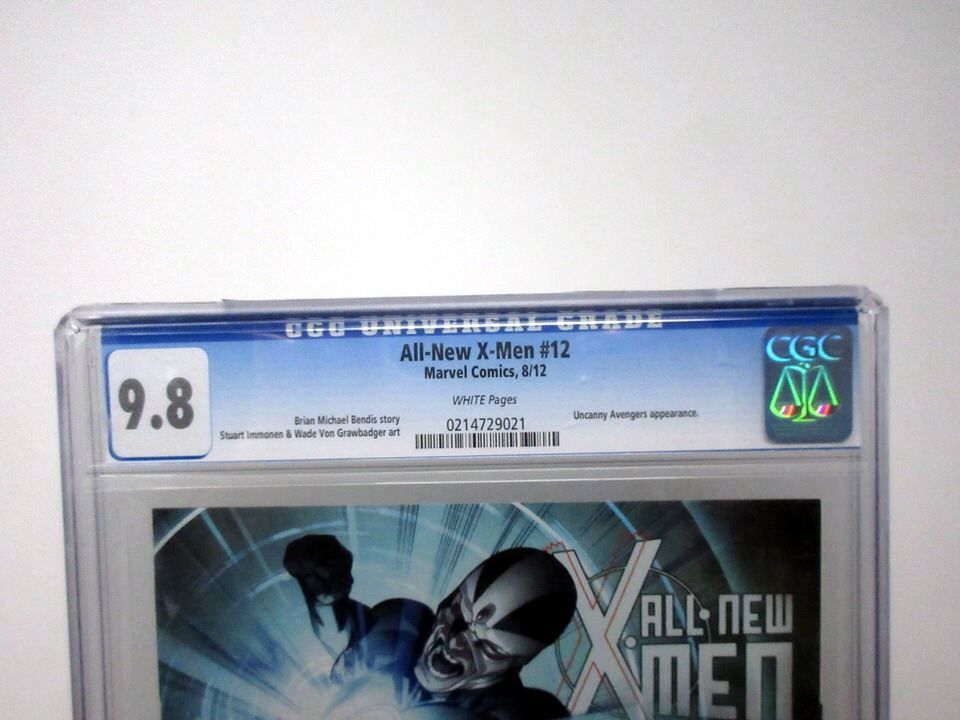 CGC UNIVERSAL GRADE
9.8
All-New X-Men #12
Marvel Comics, 8/12
WHITE Pages
Brian Michael Bendis story
Stuart Immonen & Wade Von Grawbadger art
0214729021
Uncanny Avengers appearance.
CGC
ALL-NEW
X-MEN